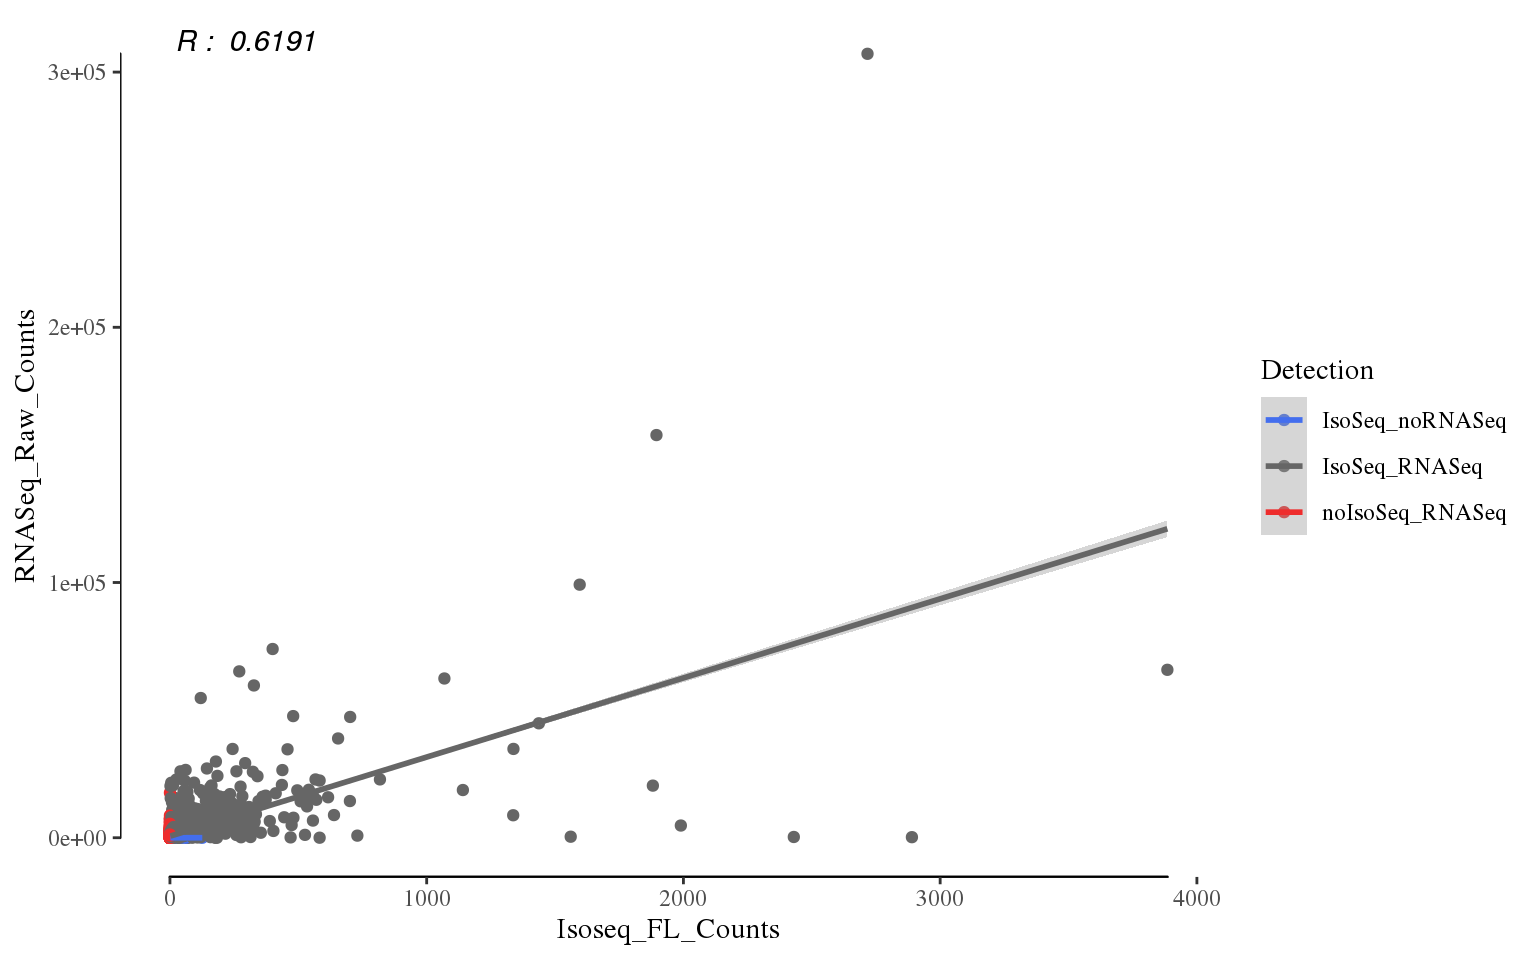 R :  0.6191
3e+05
2e+05
1e+05
0e+00
RNASeq_Raw_Counts
0
1000
2000
3000
4000
Isoseq_FL_Counts
Detection
IsoSeq_noRNASeq
IsoSeq_RNASeq
noIsoSeq_RNASeq